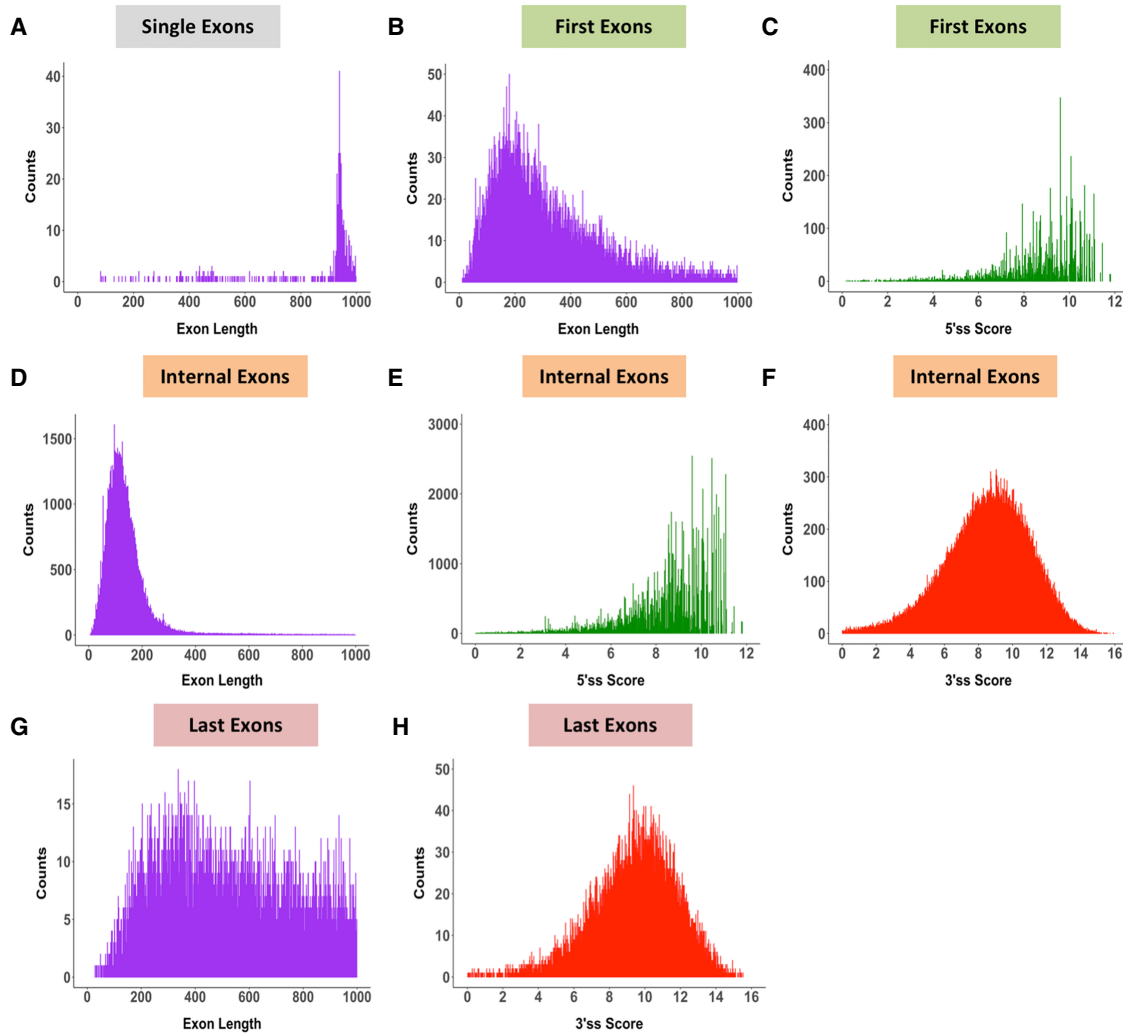 A
Single Exons
40
30
20
10
0
Counts
0 200 400 600 800 1000
Exon Length
B
First Exons
50
40
30
20
10
0
Counts
0 200 400 600 800 1000
Exon Length
C
First Exons
400
300
200
100
0
Counts
0 2 4 6 8 10 12
5'ss Score
D
Internal Exons
1500
1000
500
0
Counts
0 200 400 600 800 1000
Exon Length
E
Internal Exons
3000
2000
1000
0
Counts
0 2 4 6 8 10 12
5'ss Score
F
Internal Exons
400
300
200
100
0
Counts
0 2 4 6 8 10 12 14 16
3'ss Score
G
Last Exons
15
10
5
0
Counts
0 200 400 600 800 1000
Exon Length
H
Last Exons
50
40
30
20
10
0
Counts
0 2 4 6 8 10 12 14 16
3'ss Score